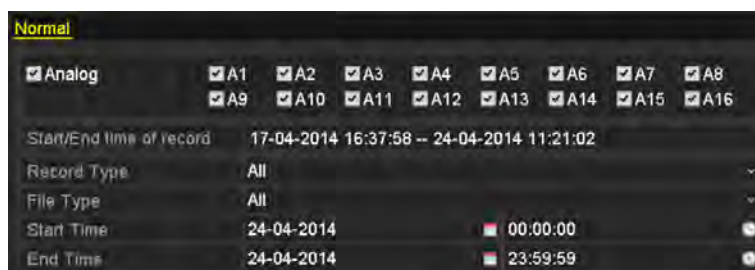 Normal
Analog A1 A2 A3 A4 A5 A6 A7 A8
A9 A10 A11 A12 A13 A14 A15 A16
Start/End time of record 17-04-2014 16:37:58 -- 24-04-2014 11:21:02
Record Type All
File Type All
Start Time 24-04-2014 00:00:00
End Time 24-04-2014 23:59:59